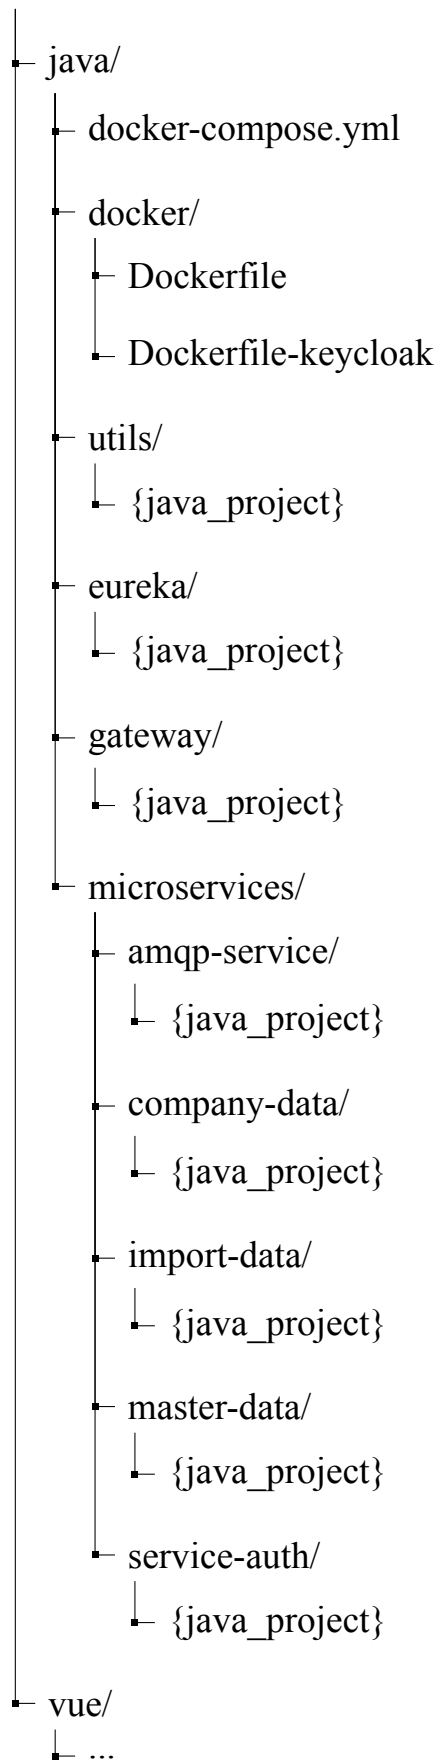 java/
docker-compose.yml
docker/
Dockerfile
Dockerfile-keycloak
utils/
{java_project}
eureka/
{java_project}
gateway/
{java_project}
microservices/
amqp-service/
{java_project}
company-data/
{java_project}
import-data/
{java_project}
master-data/
{java_project}
service-auth/
{java_project}
vue/
...